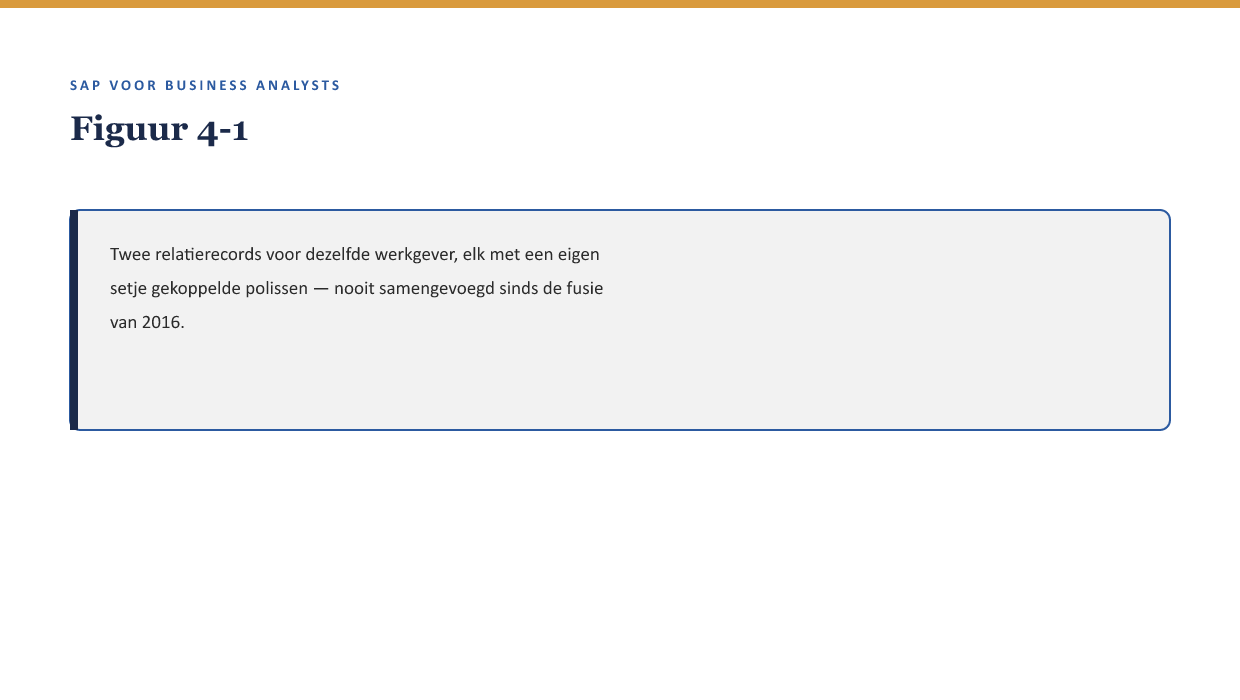 SAP VOOR BUSINESS ANALYSTS
Figuur 4-1
Twee relatierecords voor dezelfde werkgever, elk met een eigen
setje gekoppelde polissen — nooit samengevoegd sinds de fusie
van 2016.